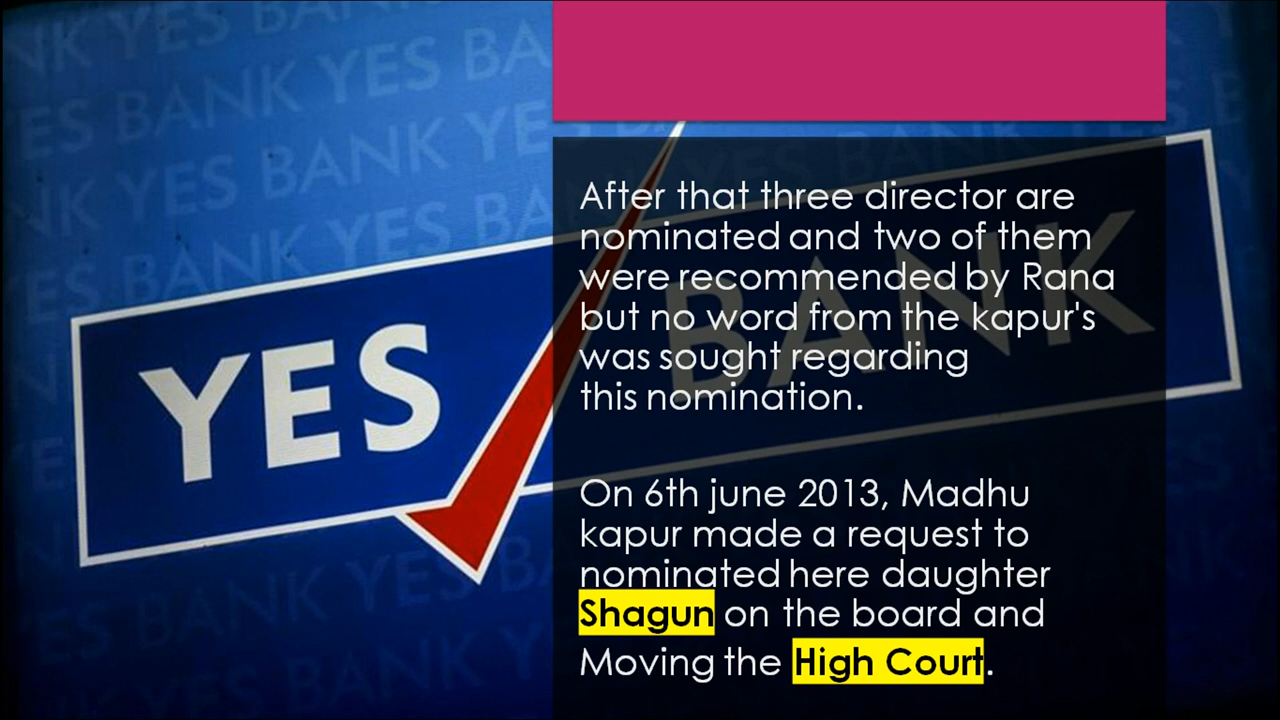 YES BANK
After that three director are
nominated and two of them
were recommended by Rana
but no word from the kapur's
was sought regarding
this nomination.
On 6th june 2013, Madhu
kapur made a request to
nominated here daughter
Shagun on the board and
Moving the High Court.